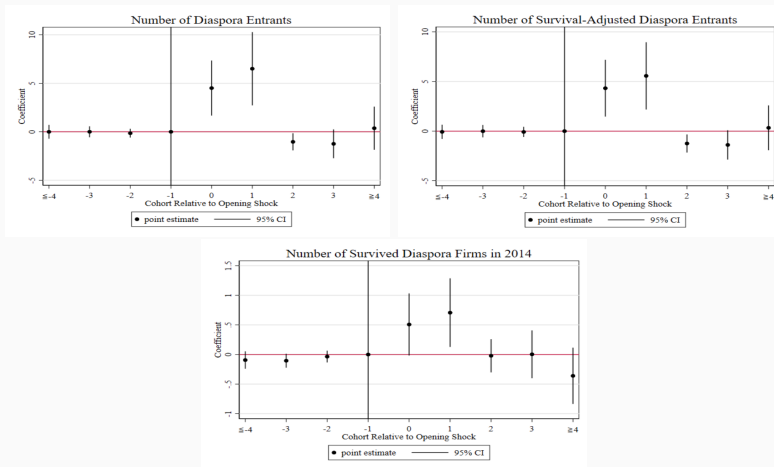 Number of Diaspora Entrants
10
5
0
-5
Coefficient
≤-4 -3 -2 -1 0 1 2 3 ≥4
Cohort Relative to Opening Shock
point estimate 95% CI
Number of Survival-Adjusted Diaspora Entrants
10
5
0
-5
Coefficient
≤-4 -3 -2 -1 0 1 2 3 ≥4
Cohort Relative to Opening Shock
point estimate 95% CI
Number of Survived Diaspora Firms in 2014
1.5
1
.5
0
-.5
-1
Coefficient
≤-4 -3 -2 -1 0 1 2 3 ≥4
Cohort Relative to Opening Shock
point estimate 95% CI